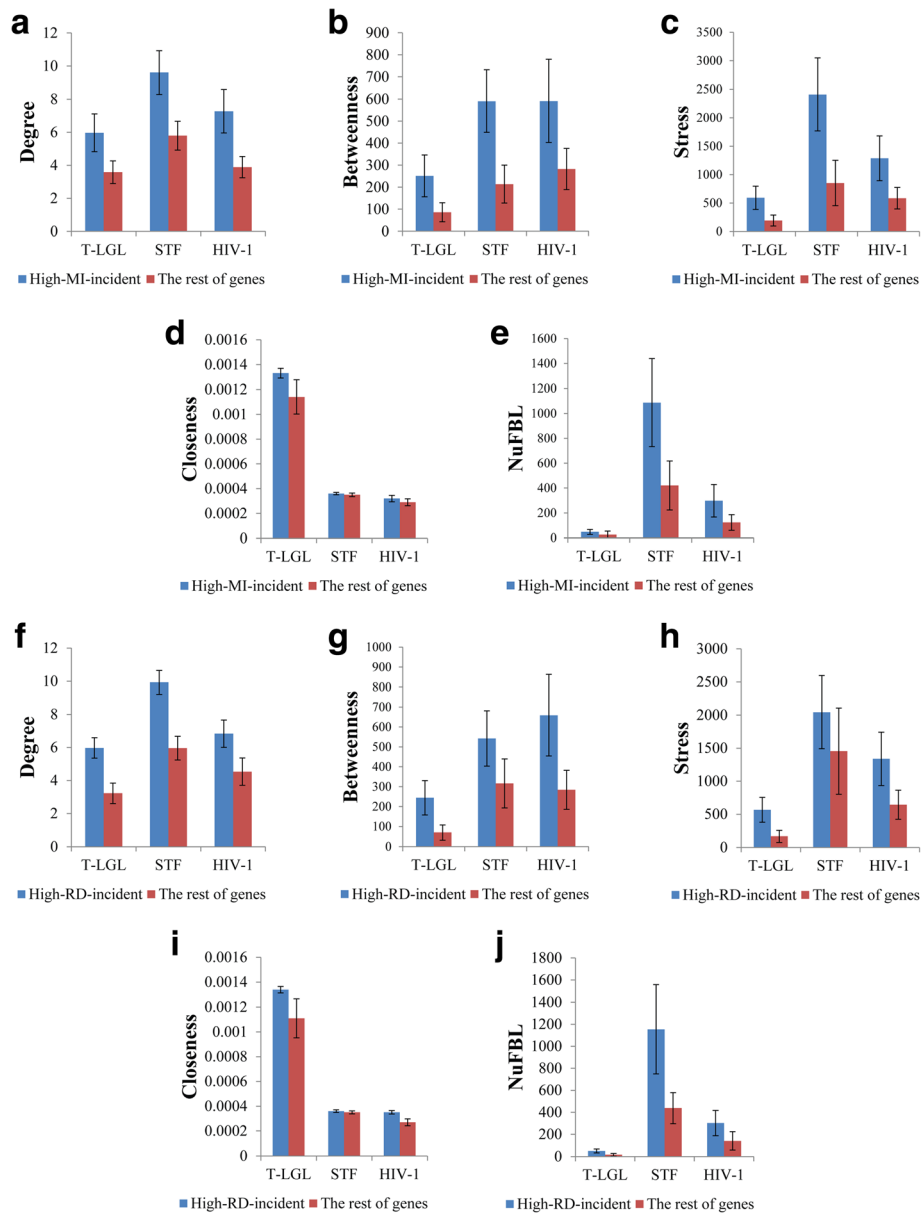 a
Degree
12
10
8
6
4
2
0
T-LGL STF HIV-1
High-MI-incident The rest of genes
b
Betweenness
900
800
700
600
500
400
300
200
100
0
T-LGL STF HIV-1
High-MI-incident The rest of genes
c
Stress
3500
3000
2500
2000
1500
1000
500
0
T-LGL STF HIV-1
High-MI-incident The rest of genes
d
Closeness
0.0016
0.0014
0.0012
0.001
0.0008
0.0006
0.0004
0.0002
0
T-LGL STF HIV-1
High-MI-incident The rest of genes
e
NuFBL
1600
1400
1200
1000
800
600
400
200
0
T-LGL STF HIV-1
High-MI-incident The rest of genes
f
Degree
12
10
8
6
4
2
0
T-LGL STF HIV-1
High-RD-incident The rest of genes
g
Betweenness
1000
900
800
700
600
500
400
300
200
100
0
T-LGL STF HIV-1
High-RD-incident The rest of genes
h
Stress
3000
2500
2000
1500
1000
500
0
T-LGL STF HIV-1
High-RD-incident The rest of genes
i
Closeness
0.0016
0.0014
0.0012
0.001
0.0008
0.0006
0.0004
0.0002
0
T-LGL STF HIV-1
High-RD-incident The rest of genes
j
NuFBL
1800
1600
1400
1200
1000
800
600
400
200
0
T-LGL STF HIV-1
High-RD-incident The rest of genes